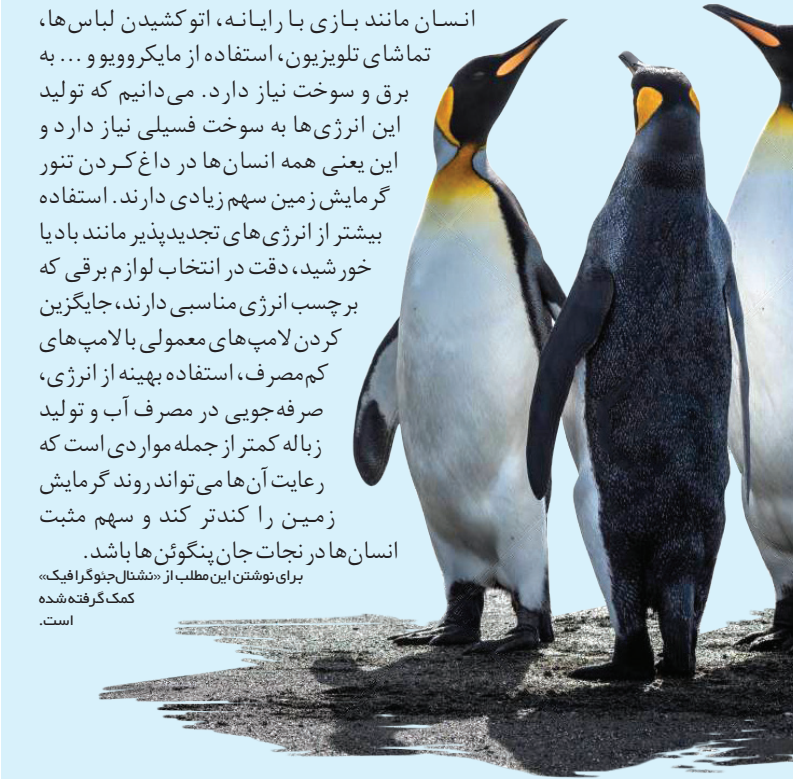 انسان مانند بازی با رایانه، اتو کشیدن لباس‌ها،
تماشای تلویزیون، استفاده از مایکروویو و ... به
برق و سوخت نیاز دارد. می‌دانیم که تولید
این انرژی‌ها به سوخت فسیلی نیاز دارد و
این یعنی همه انسان‌ها در داغ کردن تنور
گرمایش زمین سهم زیادی دارند. استفاده
بیشتر از انرژی‌های تجدیدپذیر مانند باد یا
خورشید، دقت در انتخاب لوازم برقی که
برچسب انرژی مناسبی دارند، جایگزین
کردن لامپ‌های معمولی با لامپ‌های
کم‌مصرف، استفاده بهینه از انرژی،
صرفه‌جویی در مصرف آب و تولید
زباله کمتر از جمله مواردی است که
رعایت آن‌ها می‌تواند روند گرمایش
زمین را کندتر کند و سهم مثبت
انسان‌ها در نجات جان پنگوئن‌ها باشد.
برای نوشتن این مطلب از «نشنال جئوگرافیک»
کمک گرفته شده
است.